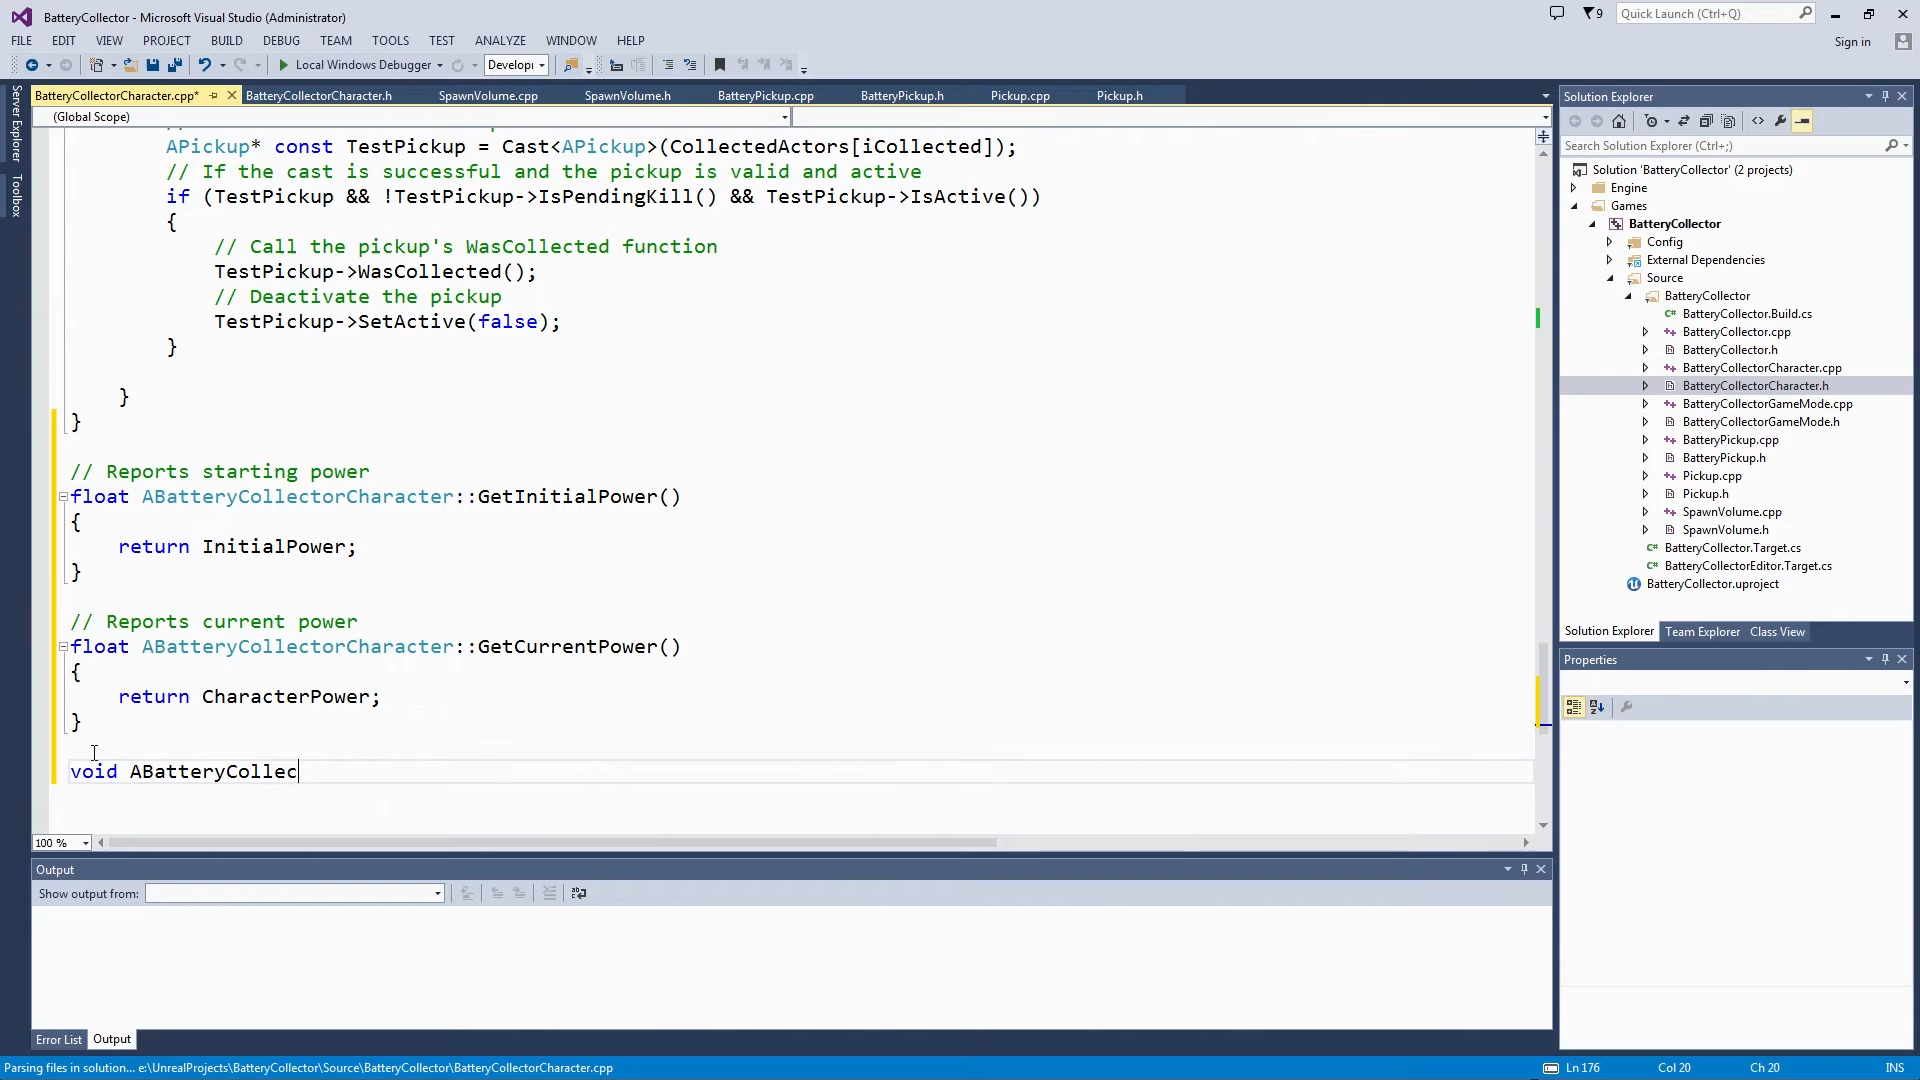 BatteryCollector - Microsoft Visual Studio (Administrator)
9
Quick Launch (Ctrl+Q)
FILE EDIT VIEW PROJECT BUILD DEBUG TEAM TOOLS TEST ANALYZE WINDOW HELP
Sign in
Local Windows Debugger
Develop
Server Explorer
Toolbox
BatteryCollectorCharacter.cpp* BatteryCollectorCharacter.h SpawnVolume.cpp SpawnVolume.h BatteryPickup.cpp BatteryPickup.h Pickup.cpp Pickup.h
(Global Scope)
APickup* const TestPickup = Cast<APickup>(CollectedActors[iCollected]);
// If the cast is successful and the pickup is valid and active
if (TestPickup && !TestPickup->IsPendingKill() && TestPickup->IsActive())
{
// Call the pickup's WasCollected function
TestPickup->WasCollected();
// Deactivate the pickup
TestPickup->SetActive(false);
}
}
}
// Reports starting power
float ABatteryCollectorCharacter::GetInitialPower()
{
return InitialPower;
}
// Reports current power
float ABatteryCollectorCharacter::GetCurrentPower()
{
return CharacterPower;
}
void ABatteryCollec
100 %
Output
Show output from:
Error List Output
Solution Explorer
Search Solution Explorer (Ctrl+;)
Solution 'BatteryCollector' (2 projects)
Engine
Games
BatteryCollector
Config
External Dependencies
Source
BatteryCollector
BatteryCollector.Build.cs
BatteryCollector.cpp
BatteryCollector.h
BatteryCollectorCharacter.cpp
BatteryCollectorCharacter.h
BatteryCollectorGameMode.cpp
BatteryCollectorGameMode.h
BatteryPickup.cpp
BatteryPickup.h
Pickup.cpp
Pickup.h
SpawnVolume.cpp
SpawnVolume.h
BatteryCollector.Target.cs
BatteryCollectorEditor.Target.cs
BatteryCollector.uproject
Solution Explorer Team Explorer Class View
Properties
Parsing files in solution... e:\UnrealProjects\BatteryCollector\Source\BatteryCollector\BatteryCollectorCharacter.cpp
Ln 176 Col 20 Ch 20 INS